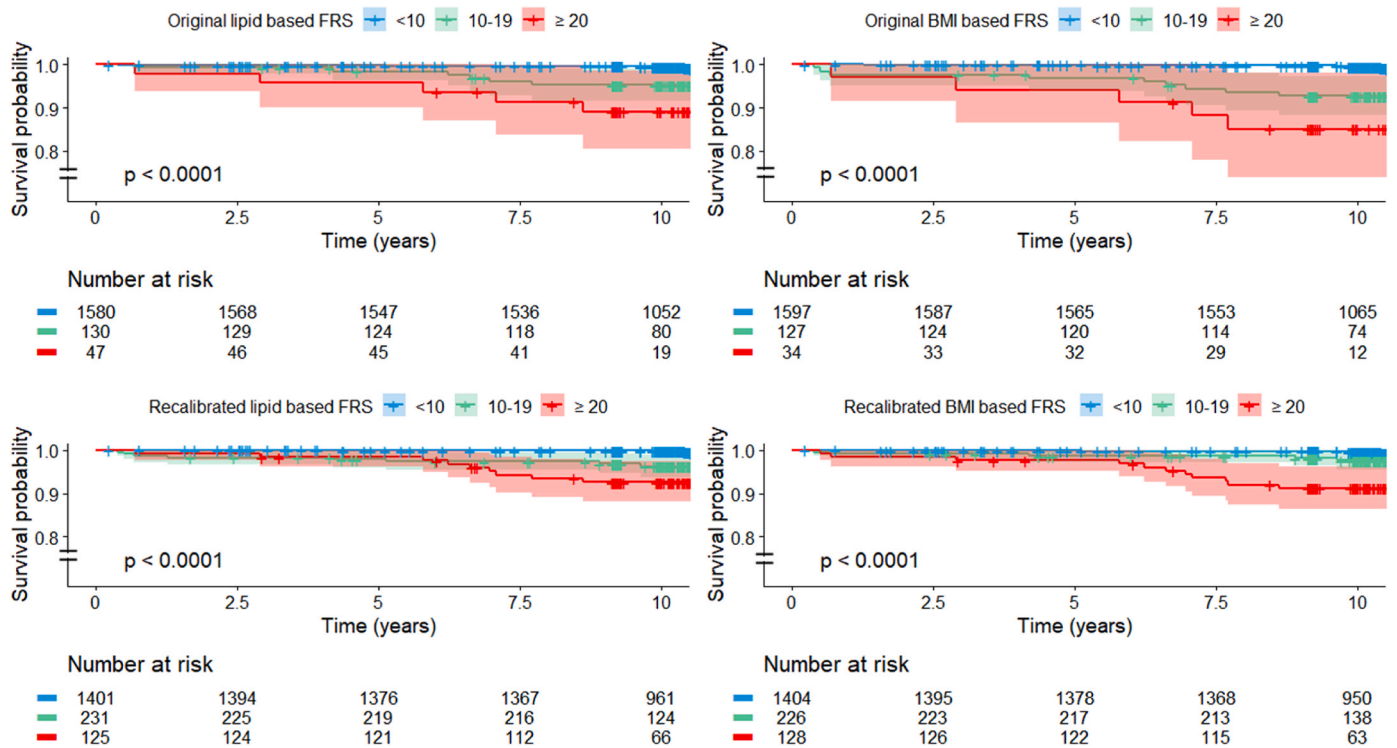 Original lipid based FRS <10 10-19 ≥ 20
Survival probability
1.0
0.9
0.8
p < 0.0001
0 2.5 5 7.5 10
Time (years)
Number at risk
1580 1568 1547 1536 1052
130 129 124 118 80
47 46 45 41 19
Original BMI based FRS <10 10-19 ≥ 20
Survival probability
1.0
0.9
0.8
p < 0.0001
0 2.5 5 7.5 10
Time (years)
Number at risk
1597 1587 1565 1553 1065
127 124 120 114 74
34 33 32 29 12
Recalibrated lipid based FRS <10 10-19 ≥ 20
Survival probability
1.0
0.9
0.8
p < 0.0001
0 2.5 5 7.5 10
Time (years)
Number at risk
1401 1394 1376 1367 961
231 225 219 216 124
125 124 121 112 66
Recalibrated BMI based FRS <10 10-19 ≥ 20
Survival probability
1.0
0.9
0.8
p < 0.0001
0 2.5 5 7.5 10
Time (years)
Number at risk
1404 1395 1378 1368 950
226 223 217 213 138
128 126 122 115 63